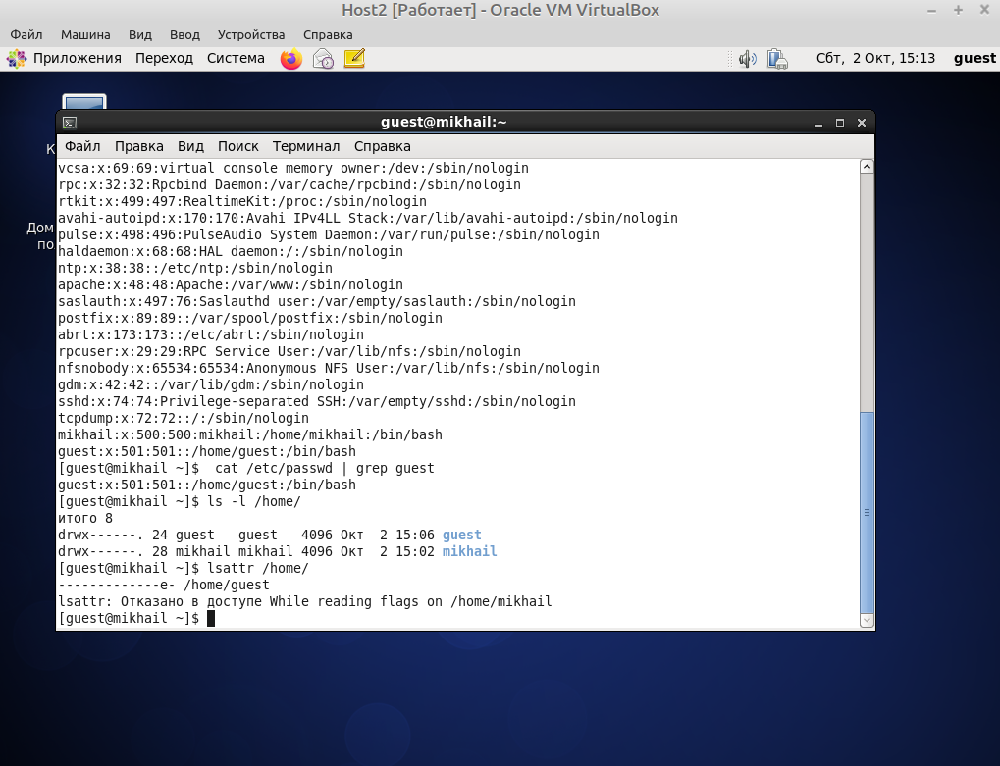 Host2 [Работает] - Oracle VM VirtualBox
Файл Машина Вид Ввод Устройства Справка
Приложения Переход Система Сбт, 2 Окт, 15:13 guest
guest@mikhail:~
Файл Правка Вид Поиск Терминал Справка
vcsa:x:69:69:virtual console memory owner:/dev:/sbin/nologin
rpc:x:32:32:Rpcbind Daemon:/var/cache/rpcbind:/sbin/nologin
rtkit:x:499:497:RealtimeKit:/proc:/sbin/nologin
avahi-autoipd:x:170:170:Avahi IPv4LL Stack:/var/lib/avahi-autoipd:/sbin/nologin
pulse:x:498:496:PulseAudio System Daemon:/var/run/pulse:/sbin/nologin
haldaemon:x:68:68:HAL daemon:/:/sbin/nologin
ntp:x:38:38::/etc/ntp:/sbin/nologin
apache:x:48:48:Apache:/var/www:/sbin/nologin
saslauth:x:497:76:Saslauthd user:/var/empty/saslauth:/sbin/nologin
postfix:x:89:89::/var/spool/postfix:/sbin/nologin
abrt:x:173:173::/etc/abrt:/sbin/nologin
rpcuser:x:29:29:RPC Service User:/var/lib/nfs:/sbin/nologin
nfsnobody:x:65534:65534:Anonymous NFS User:/var/lib/nfs:/sbin/nologin
gdm:x:42:42::/var/lib/gdm:/sbin/nologin
sshd:x:74:74:Privilege-separated SSH:/var/empty/sshd:/sbin/nologin
tcpdump:x:72:72::/:/sbin/nologin
mikhail:x:500:500:mikhail:/home/mikhail:/bin/bash
guest:x:501:501::/home/guest:/bin/bash
[guest@mikhail ~]$  cat /etc/passwd | grep guest
guest:x:501:501::/home/guest:/bin/bash
[guest@mikhail ~]$ ls -l /home/
итого 8
drwx------. 24 guest   guest   4096 Окт  2 15:06 guest
drwx------. 28 mikhail mikhail 4096 Окт  2 15:02 mikhail
[guest@mikhail ~]$ lsattr /home/
-------------e- /home/guest
lsattr: Отказано в доступе While reading flags on /home/mikhail
[guest@mikhail ~]$
К
Дом
по